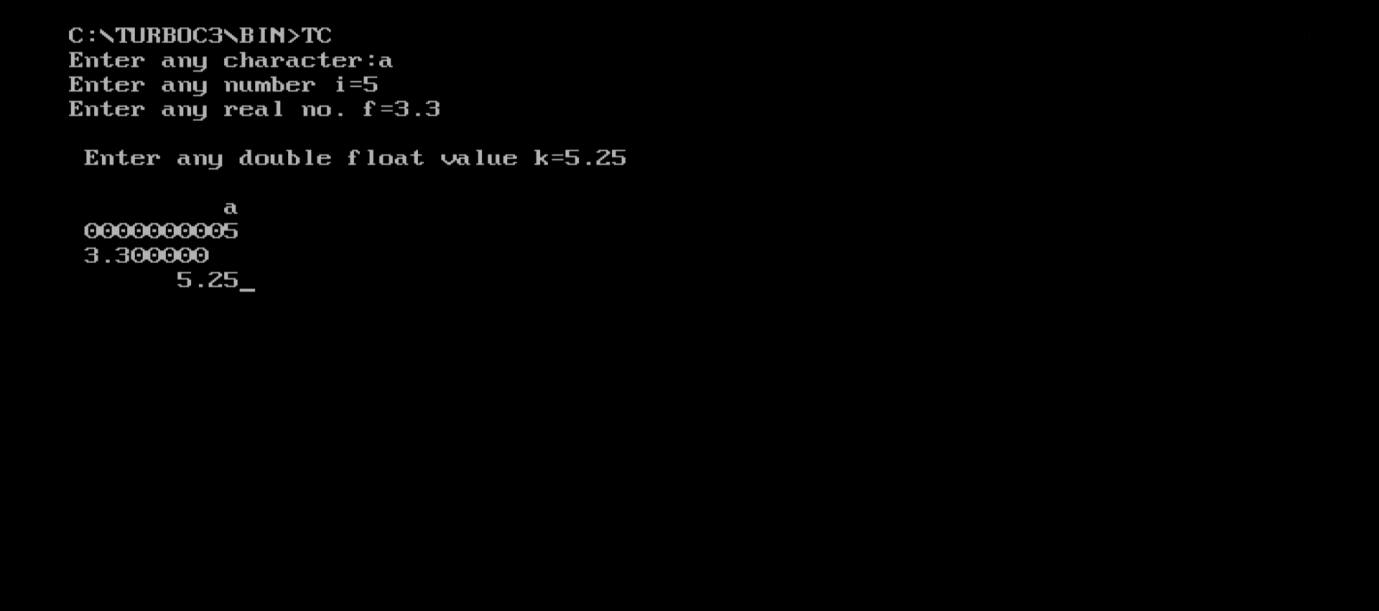 C:\TURBOC3\BIN>TC
Enter any character:a
Enter any number i=5
Enter any real no. f=3.3
Enter any double float value k=5.25
a
0000000005
3.300000
5.25_